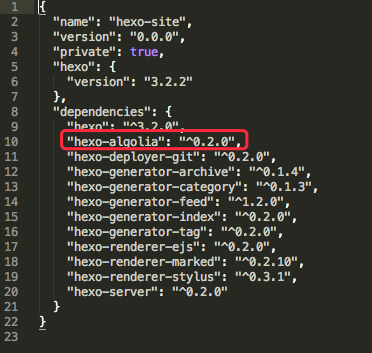 1 {
2 "name": "hexo-site",
3 "version": "0.0.0",
4 "private": true,
5 "hexo": {
6 "version": "3.2.2"
7 },
8 "dependencies": {
9 "hexo": "^3.2.0",
10 "hexo-algolia": "^0.2.0",
11 "hexo-deployer-git": "^0.2.0",
12 "hexo-generator-archive": "^0.1.4",
13 "hexo-generator-category": "^0.1.3",
14 "hexo-generator-feed": "^1.2.0",
15 "hexo-generator-index": "^0.2.0",
16 "hexo-generator-tag": "^0.2.0",
17 "hexo-renderer-ejs": "^0.2.0",
18 "hexo-renderer-marked": "^0.2.10",
19 "hexo-renderer-stylus": "^0.3.1",
20 "hexo-server": "^0.2.0"
21 }
22 }
23